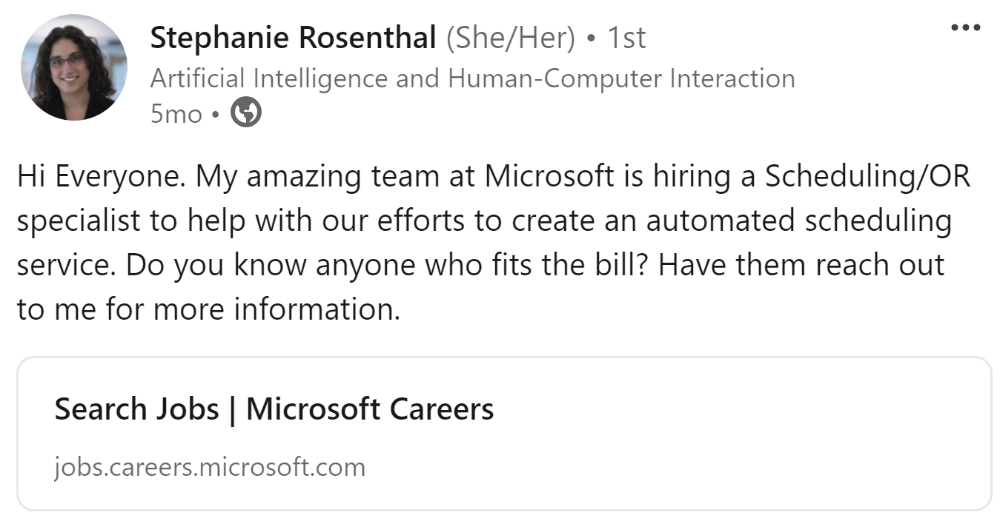 Stephanie Rosenthal (She/Her) • 1st
Artificial Intelligence and Human-Computer Interaction
5mo •
Hi Everyone. My amazing team at Microsoft is hiring a Scheduling/OR
specialist to help with our efforts to create an automated scheduling
service. Do you know anyone who fits the bill? Have them reach out
to me for more information.
Search Jobs | Microsoft Careers
jobs.careers.microsoft.com